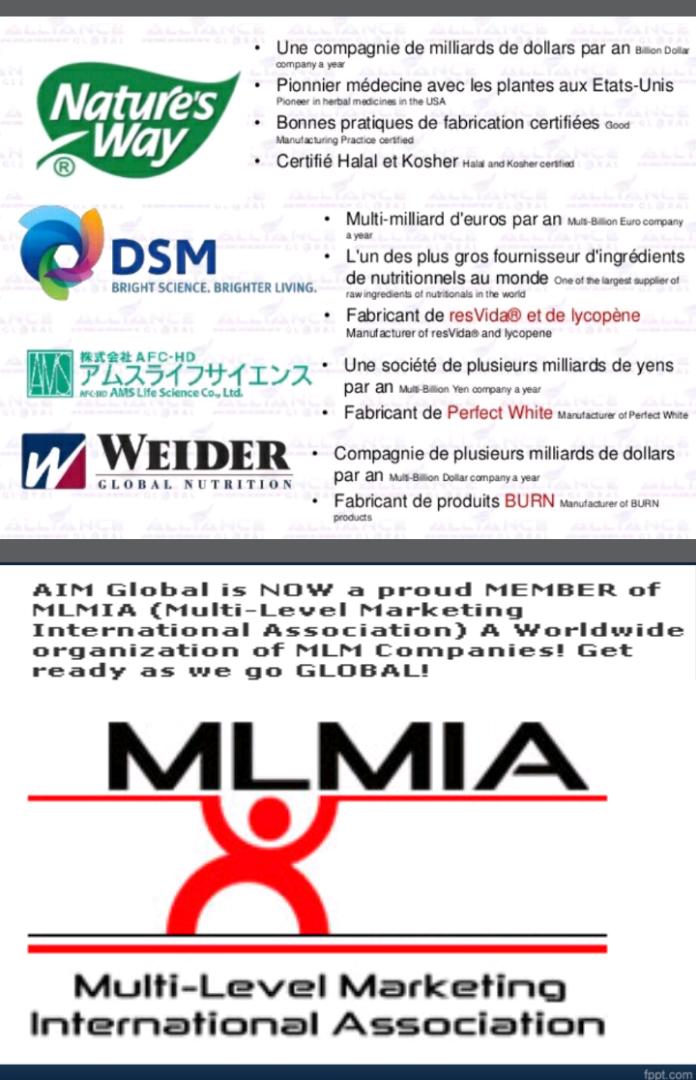 Nature's
Way
®
• Une compagnie de milliards de dollars par an Billion Dollar
company a year
• Pionnier médecine avec les plantes aux Etats-Unis
Pioneer in herbal medicines in the USA
• Bonnes pratiques de fabrication certifiées Good
Manufacturing Practice certified
• Certifié Halal et Kosher Halal and Kosher certified
DSM
BRIGHT SCIENCE. BRIGHTER LIVING.
• Multi-milliard d'euros par an Multi-Billion Euro company
a year
• L'un des plus gros fournisseur d'ingrédients
de nutritionnels au monde One of the largest supplier of
raw ingredients of nutritionals in the world
• Fabricant de resVida® et de lycopène
Manufacturer of resVida® and lycopene
AMS
株式会社 AFC-HD
アムスライフサイエンス
AFC-HD AMS Life Science Co., Ltd.
• Une société de plusieurs milliards de yens
par an Multi-Billion Yen company a year
• Fabricant de Perfect White Manufacturer of Perfect White
W WEIDER
GLOBAL NUTRITION
• Compagnie de plusieurs milliards de dollars
par an Multi-Billion Dollar company a year
• Fabricant de produits BURN Manufacturer of BURN
products
AIM Global is NOW a proud MEMBER of
MLMIA (Multi-Level Marketing
International Association) A Worldwide
organization of MLM Companies! Get
ready as we go GLOBAL!
MLMIA
Multi-Level Marketing
International Association
fppt.com